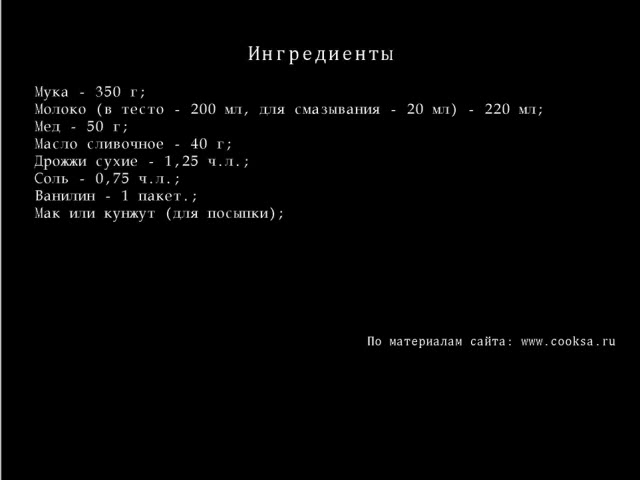 Ингредиенты
Мука - 350 г;
Молоко (в тесто - 200 мл, для смазывания - 20 мл) - 220 мл;
Мед - 50 г;
Масло сливочное - 40 г;
Дрожжи сухие - 1,25 ч.л.;
Соль - 0,75 ч.л.;
Ванилин - 1 пакет.;
Мак или кунжут (для посыпки);
По материалам сайта: www.cooksa.ru